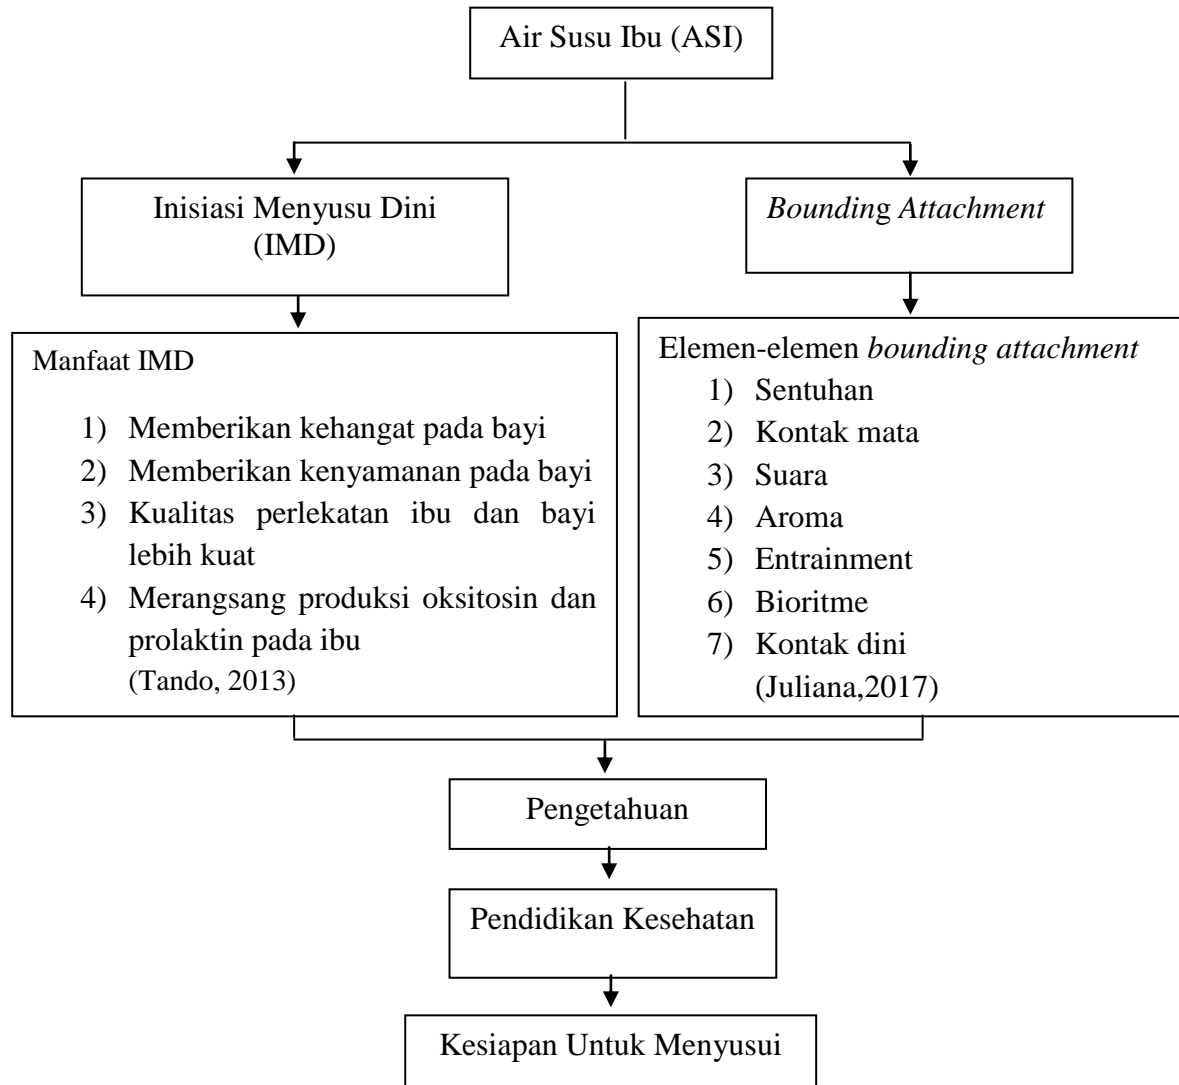 Air Susu Ibu (ASI)
Inisiasi Menyusu Dini
(IMD)
Bounding Attachment
Manfaat IMD
1) Memberikan kehangat pada bayi
2) Memberikan kenyamanan pada bayi
3) Kualitas perlekatan ibu dan bayi
lebih kuat
4) Merangsang produksi oksitosin dan
prolaktin pada ibu
(Tando, 2013)
Elemen-elemen bounding attachment
1) Sentuhan
2) Kontak mata
3) Suara
4) Aroma
5) Entrainment
6) Bioritme
7) Kontak dini
(Juliana,2017)
Pengetahuan
Pendidikan Kesehatan
Kesiapan Untuk Menyusui